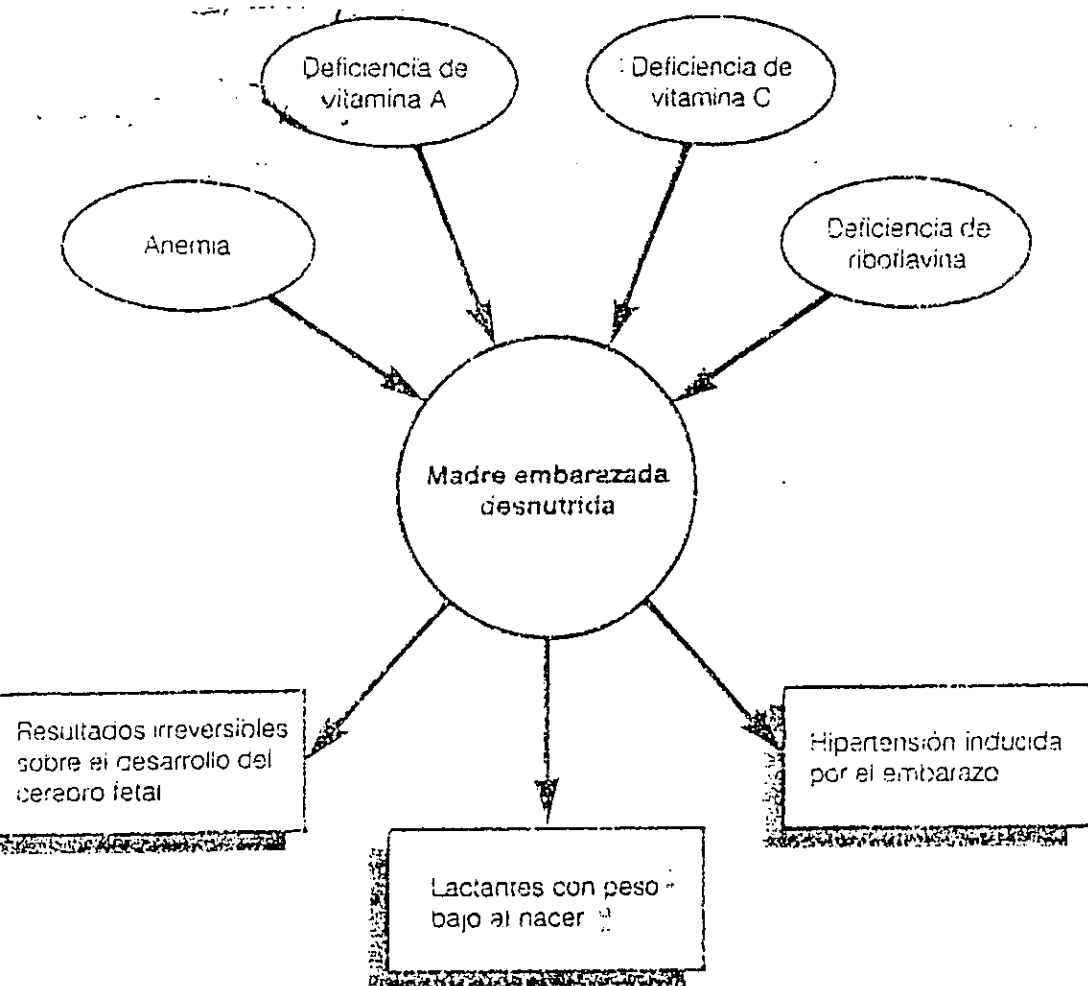 Deficiencia de
vitamina A
Deficiencia de
vitamina C
Anemia
Deficiencia de
riboflavina
Madre embarazada
desnutrida
Resultados irreversibles
sobre el desarrollo del
cerebro fetal
Hipertensión inducida
por el embarazo
Lactantes con peso
bajo al nacer